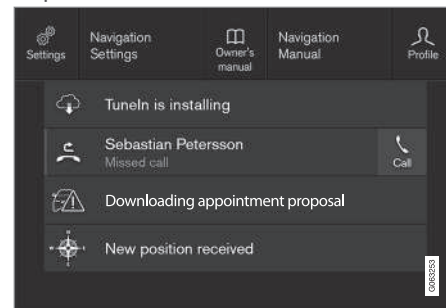 Settings
Navigation
Settings
Owner's
manual
Navigation
Manual
Profile
TuneIn is installing
Sebastian Petersson
Missed call
Call
Downloading appointment proposal
New position received
G063253